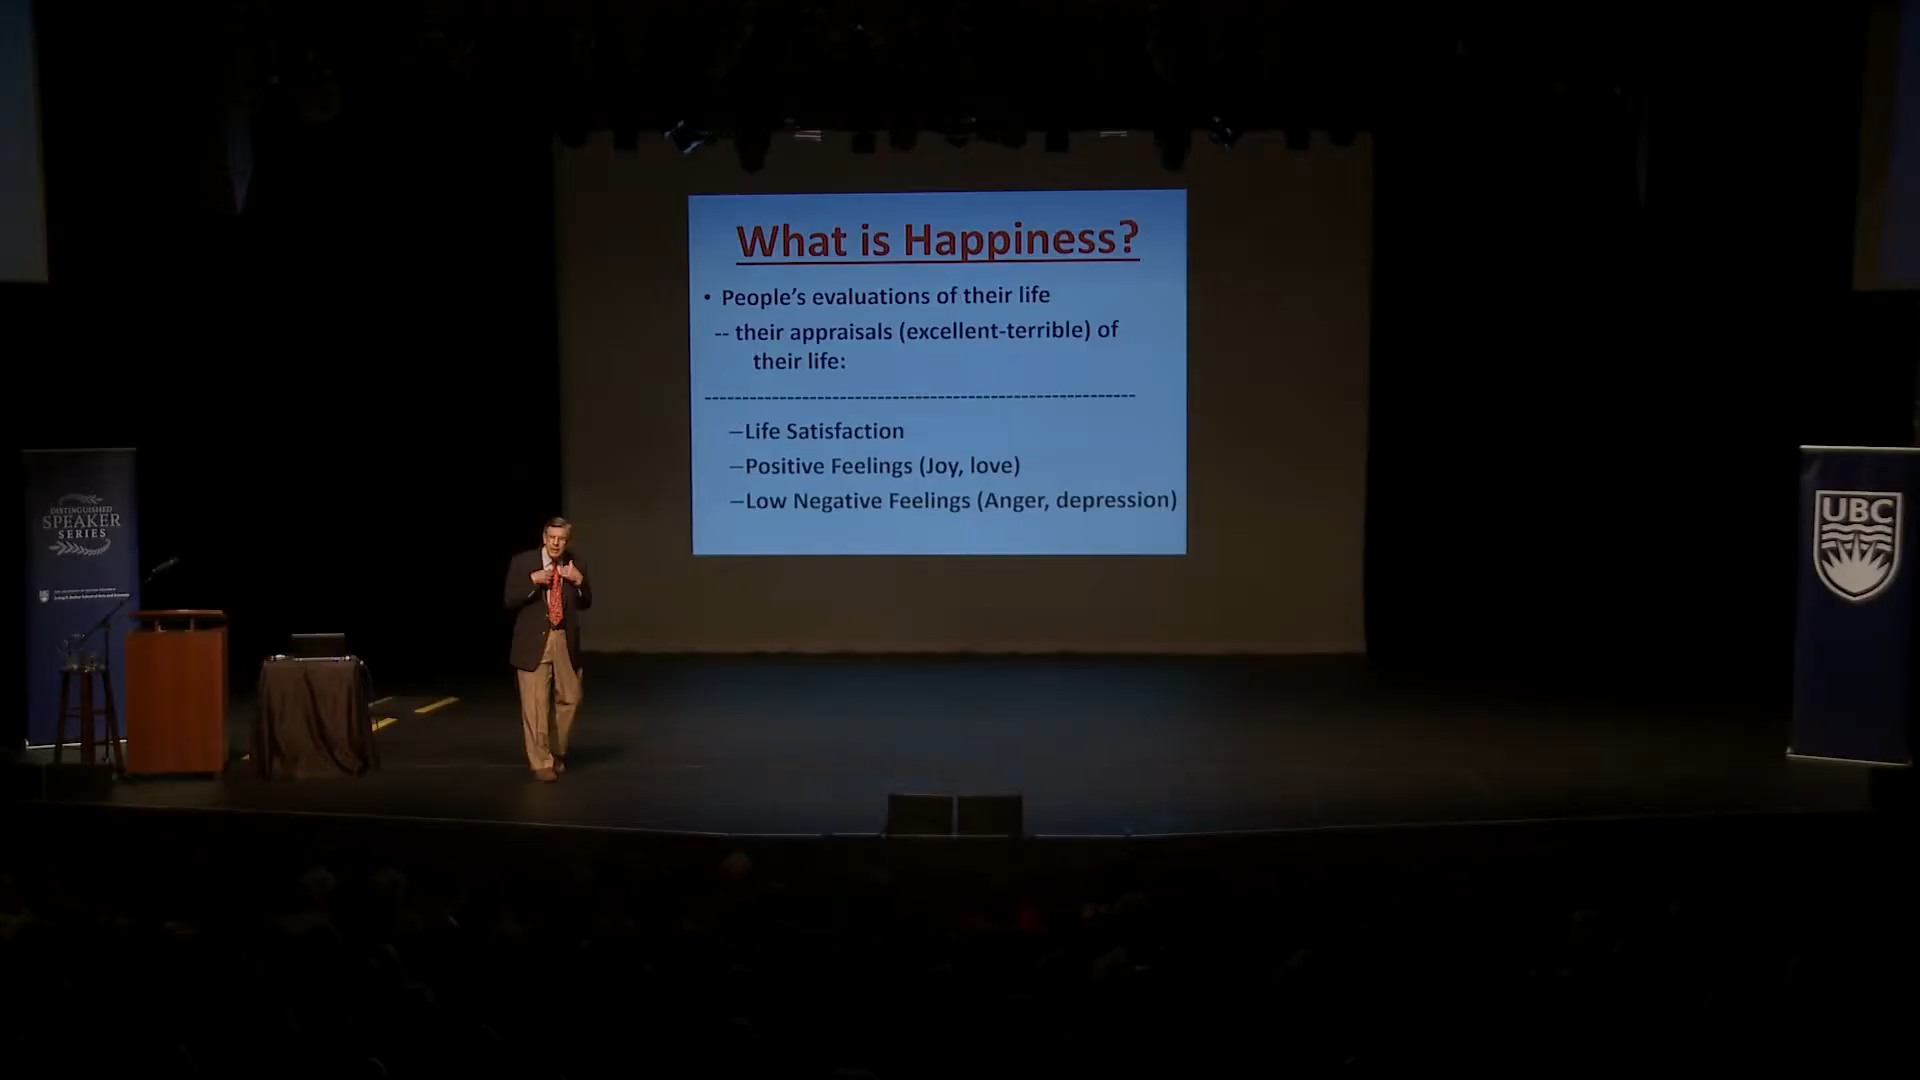 What is Happiness?
• People's evaluations of their life
-- their appraisals (excellent-terrible) of
their life:
------------------------------------------------------------
–Life Satisfaction
–Positive Feelings (Joy, love)
–Low Negative Feelings (Anger, depression)
DISTINGUISHED
SPEAKER
SERIES
UBC